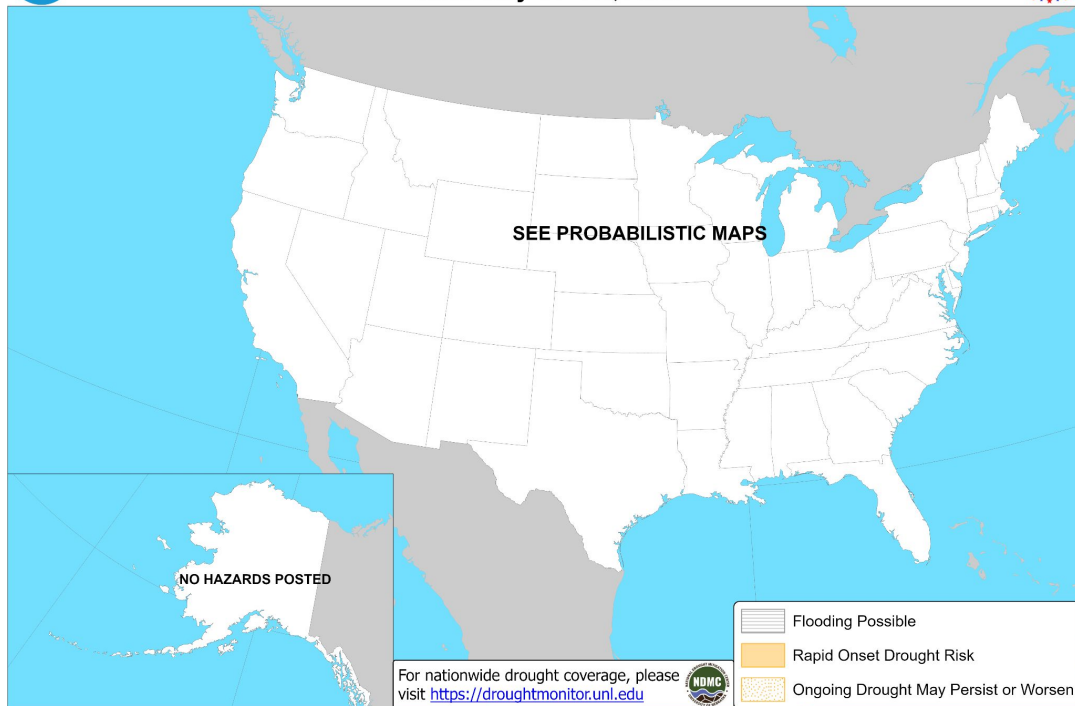 SEE PROBABILISTIC MAPS
NO HAZARDS POSTED
For nationwide drought coverage, please
visit https://droughtmonitor.unl.edu
NDMC
Flooding Possible
Rapid Onset Drought Risk
Ongoing Drought May Persist or Worsen